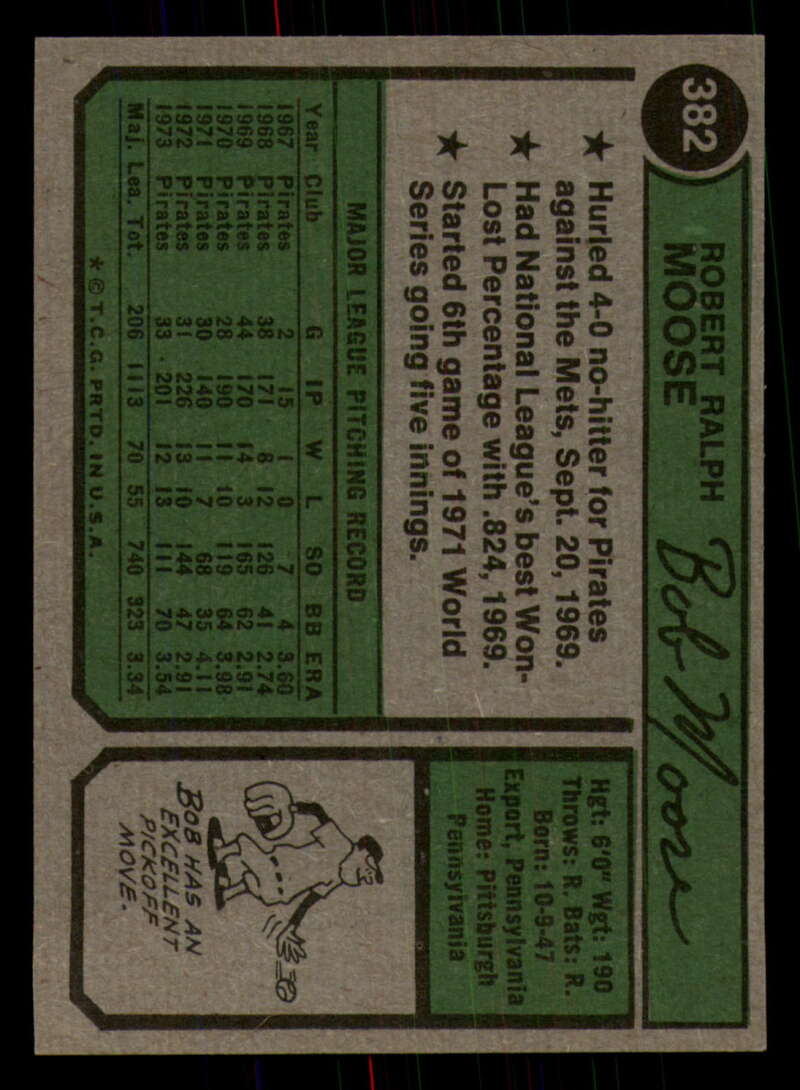 382
ROBERT RALPH
MOOSE
Bob Moose
★ Hurled 4-0 no-hitter for Pirates
against the Mets, Sept. 20, 1969.
★ Had National League's best Won-
Lost Percentage with .824, 1969.
★ Started 6th game of 1971 World
Series going five innings.
MAJOR LEAGUE PITCHING RECORD
Year Club G IP W L SO BB ERA
1967 Pirates 2 15 1 0 7 4 3.60
1968 Pirates 38 171 8 12 126 41 2.74
1969 Pirates 44 170 14 3 165 62 2.91
1970 Pirates 28 190 11 10 119 64 3.98
1971 Pirates 30 140 11 7 68 35 4.11
1972 Pirates 31 226 13 10 144 47 2.91
1973 Pirates 33 201 12 13 111 70 3.54
Maj. Lea. Tot. 206 1113 70 55 740 323 3.34
* © T.C.G. PRTD. IN U.S.A.
Hgt: 6'0" Wgt: 190
Throws: R. Bats: R.
Born: 10-9-47
Export, Pennsylvania
Home: Pittsburgh
Pennsylvania
BOB HAS AN
EXCELLENT
PICKOFF
MOVE.